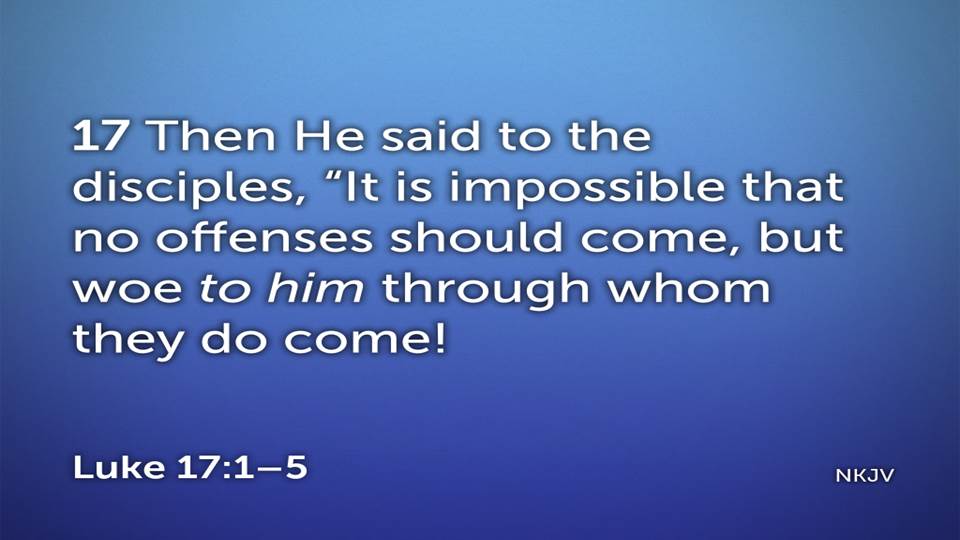 17 Then He said to the
disciples, “It is impossible that
no offenses should come, but
woe to him through whom
they do come!
Luke 17:1–5
NKJV